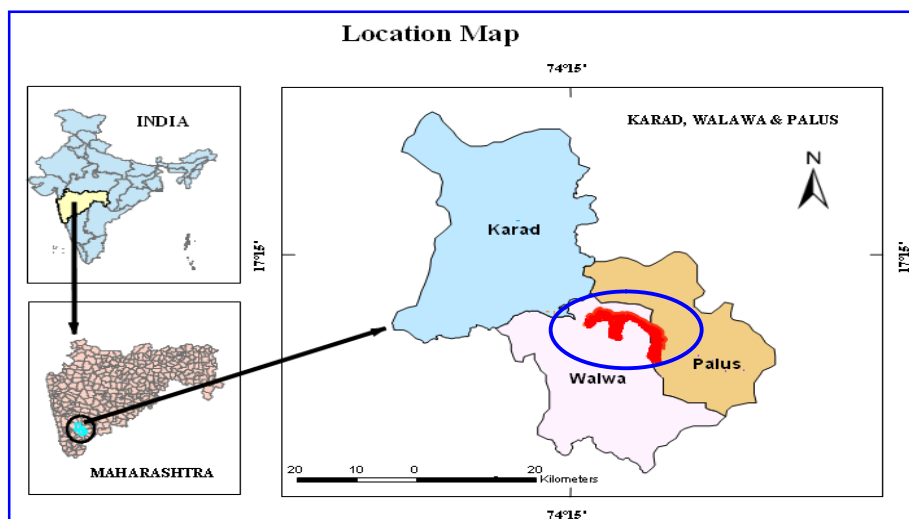 Location Map
INDIA
MAHARASHTRA
74°15'
KARAD, WALAWA & PALUS
N
17°15'
17°15'
Karad
Walwa
Palus
20 10 0 20
Kilometers
74°15'